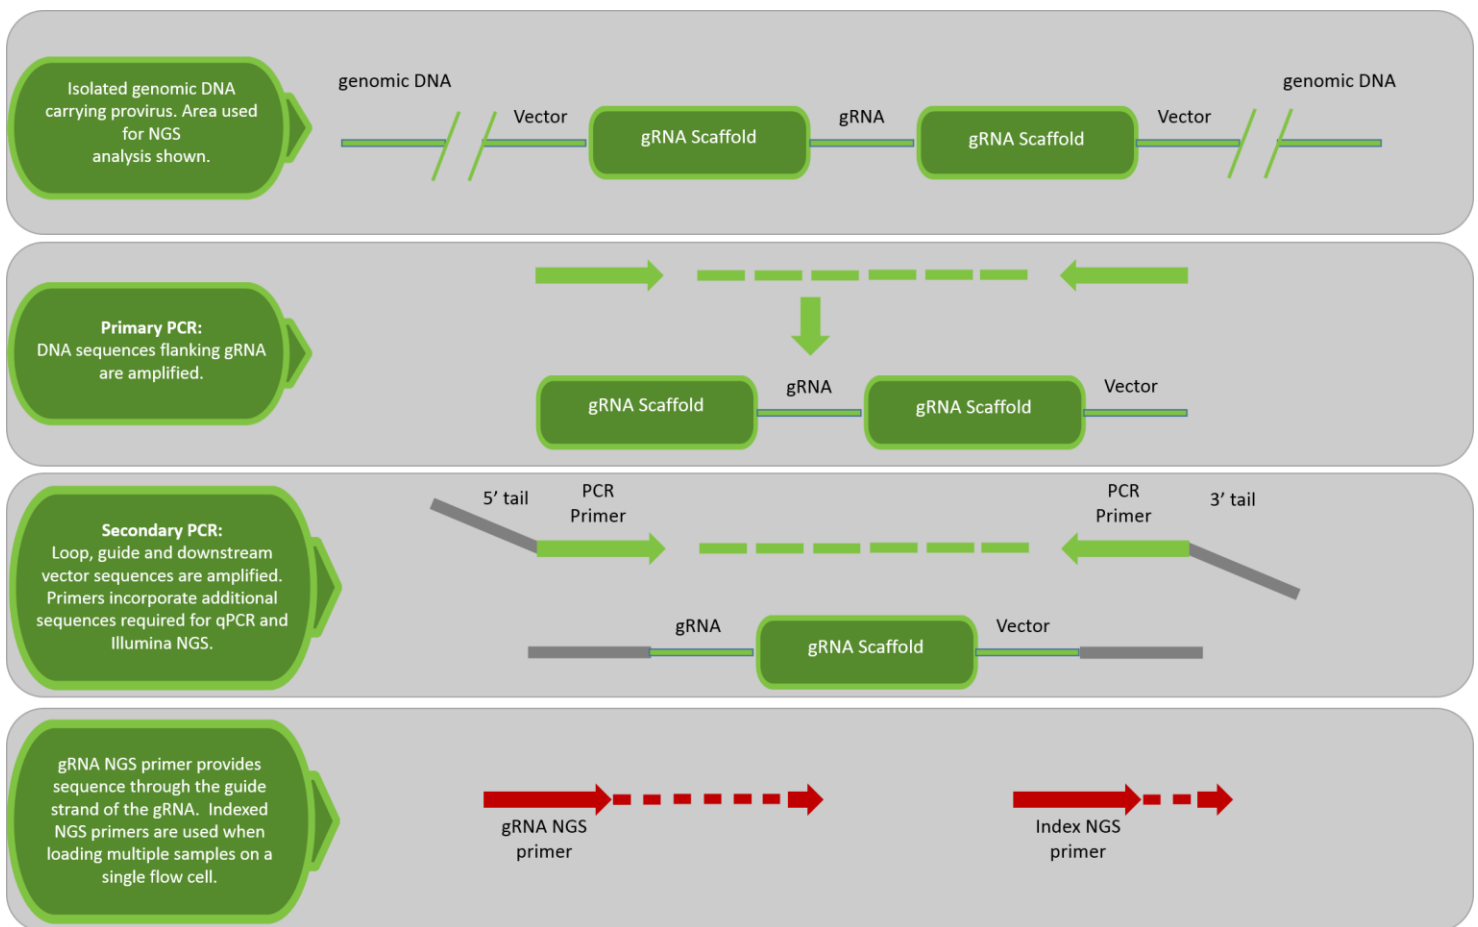 Isolated genomic DNA
carrying provirus. Area used
for NGS
analysis shown.
genomic DNA
Vector
gRNA Scaffold
gRNA
gRNA Scaffold
Vector
genomic DNA
Primary PCR:
DNA sequences flanking gRNA
are amplified.
gRNA Scaffold
gRNA
gRNA Scaffold
Vector
Secondary PCR:
Loop, guide and downstream
vector sequences are amplified.
Primers incorporate additional
sequences required for qPCR and
Illumina NGS.
5’ tail
PCR
Primer
PCR
Primer
3’ tail
gRNA
gRNA Scaffold
Vector
gRNA NGS primer provides
sequence through the guide
strand of the gRNA. Indexed
NGS primers are used when
loading multiple samples on a
single flow cell.
gRNA NGS
primer
Index NGS
primer